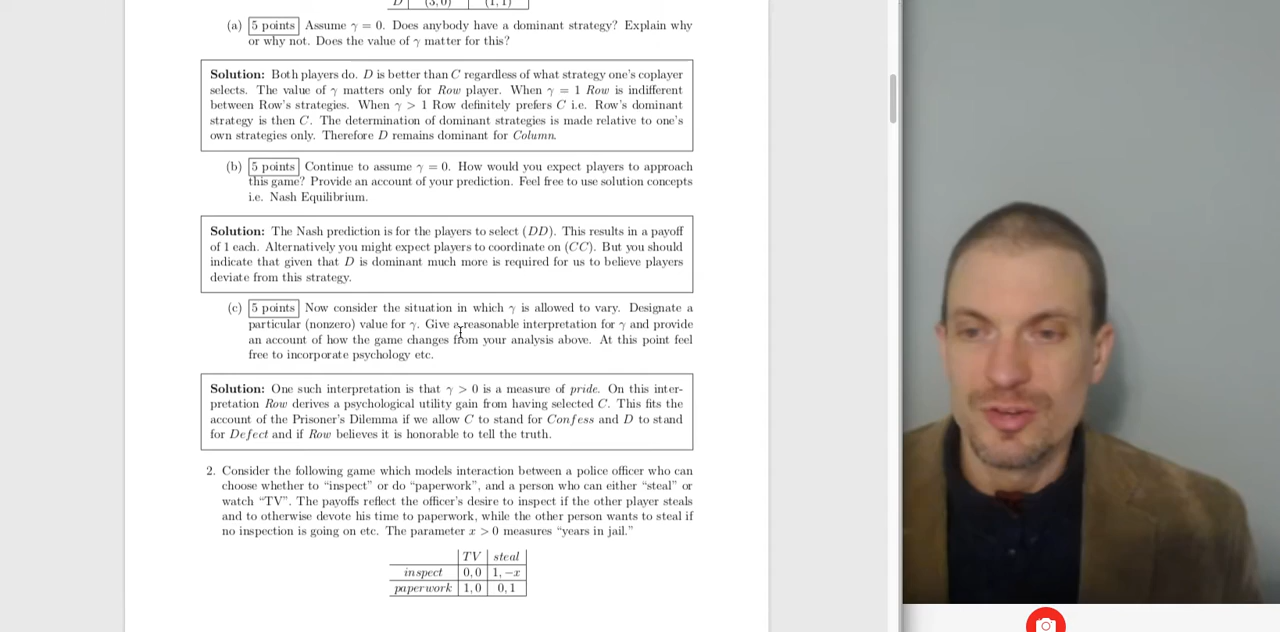 D (3, 0) (1, 1)
(a) 5 points Assume γ = 0. Does anybody have a dominant strategy? Explain why
or why not. Does the value of γ matter for this?
Solution: Both players do. D is better than C regardless of what strategy one's coplayer
selects. The value of γ matters only for Row player. When γ = 1 Row is indifferent
between Row's strategies. When γ > 1 Row definitely prefers C i.e. Row's dominant
strategy is then C. The determination of dominant strategies is made relative to one's
own strategies only. Therefore D remains dominant for Column.
(b) 5 points Continue to assume γ = 0. How would you expect players to approach
this game? Provide an account of your prediction. Feel free to use solution concepts
i.e. Nash Equilibrium.
Solution: The Nash prediction is for the players to select (DD). This results in a payoff
of 1 each. Alternatively you might expect players to coordinate on (CC). But you should
indicate that given that D is dominant much more is required for us to believe players
deviate from this strategy.
(c) 5 points Now consider the situation in which γ is allowed to vary. Designate a
particular (nonzero) value for γ. Give a reasonable interpretation for γ and provide
an account of how the game changes from your analysis above. At this point feel
free to incorporate psychology etc.
Solution: One such interpretation is that γ > 0 is a measure of pride. On this inter-
pretation Row derives a psychological utility gain from having selected C. This fits the
account of the Prisoner's Dilemma if we allow C to stand for Confess and D to stand
for Defect and if Row believes it is honorable to tell the truth.
2. Consider the following game which models interaction between a police officer who can
choose whether to "inspect" or do "paperwork", and a person who can either "steal" or
watch "TV". The payoffs reflect the officer's desire to inspect if the other player steals
and to otherwise devote his time to paperwork, while the other person wants to steal if
no inspection is going on etc. The parameter x > 0 measures "years in jail."
TV steal
inspect 0, 0 1, −x
paperwork 1, 0 0, 1